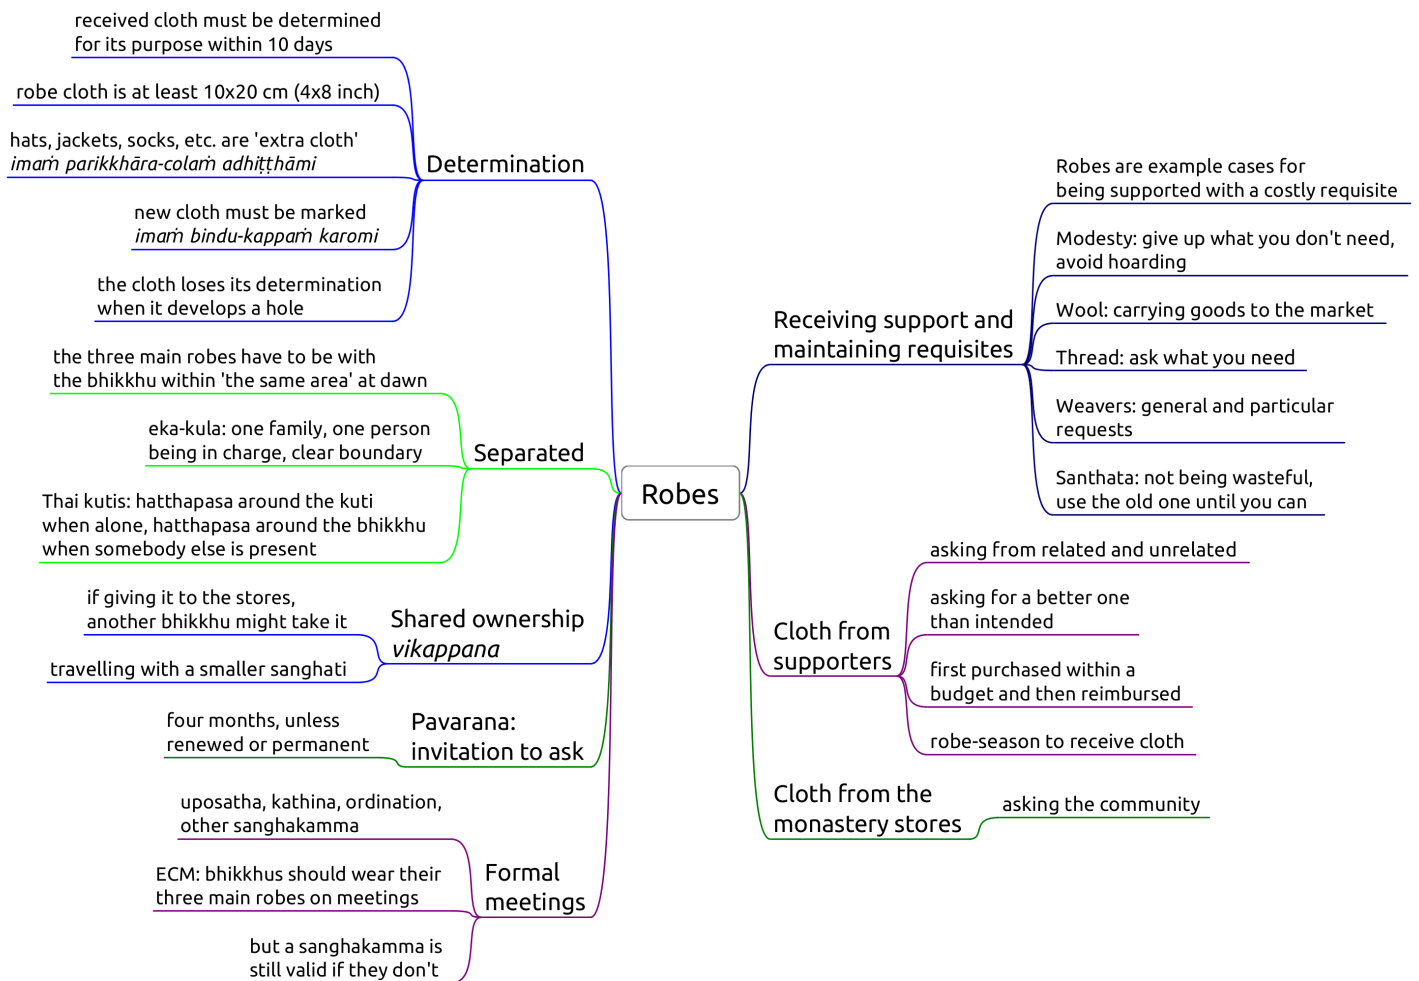 received cloth must be determined
for its purpose within 10 days
robe cloth is at least 10x20 cm (4x8 inch)
hats, jackets, socks, etc. are 'extra cloth'
imaṁ parikkhāra-colaṁ adhiṭṭhāmi
Determination
new cloth must be marked
imaṁ bindu-kappaṁ karomi
the cloth loses its determination
when it develops a hole
the three main robes have to be with
the bhikkhu within 'the same area' at dawn
eka-kula: one family, one person
being in charge, clear boundary
Separated
Thai kutis: hatthapasa around the kuti
when alone, hatthapasa around the bhikkhu
when somebody else is present
if giving it to the stores,
another bhikkhu might take it
Shared ownership
vikappana
travelling with a smaller sanghati
four months, unless
renewed or permanent
Pavarana:
invitation to ask
uposatha, kathina, ordination,
other sanghakamma
ECM: bhikkhus should wear their
three main robes on meetings
Formal
meetings
but a sanghakamma is
still valid if they don't
Robes
Robes are example cases for
being supported with a costly requisite
Modesty: give up what you don't need,
avoid hoarding
Wool: carrying goods to the market
Receiving support and
maintaining requisites
Thread: ask what you need
Weavers: general and particular
requests
Santhata: not being wasteful,
use the old one until you can
asking from related and unrelated
asking for a better one
than intended
Cloth from
supporters
first purchased within a
budget and then reimbursed
robe-season to receive cloth
Cloth from the
monastery stores
asking the community